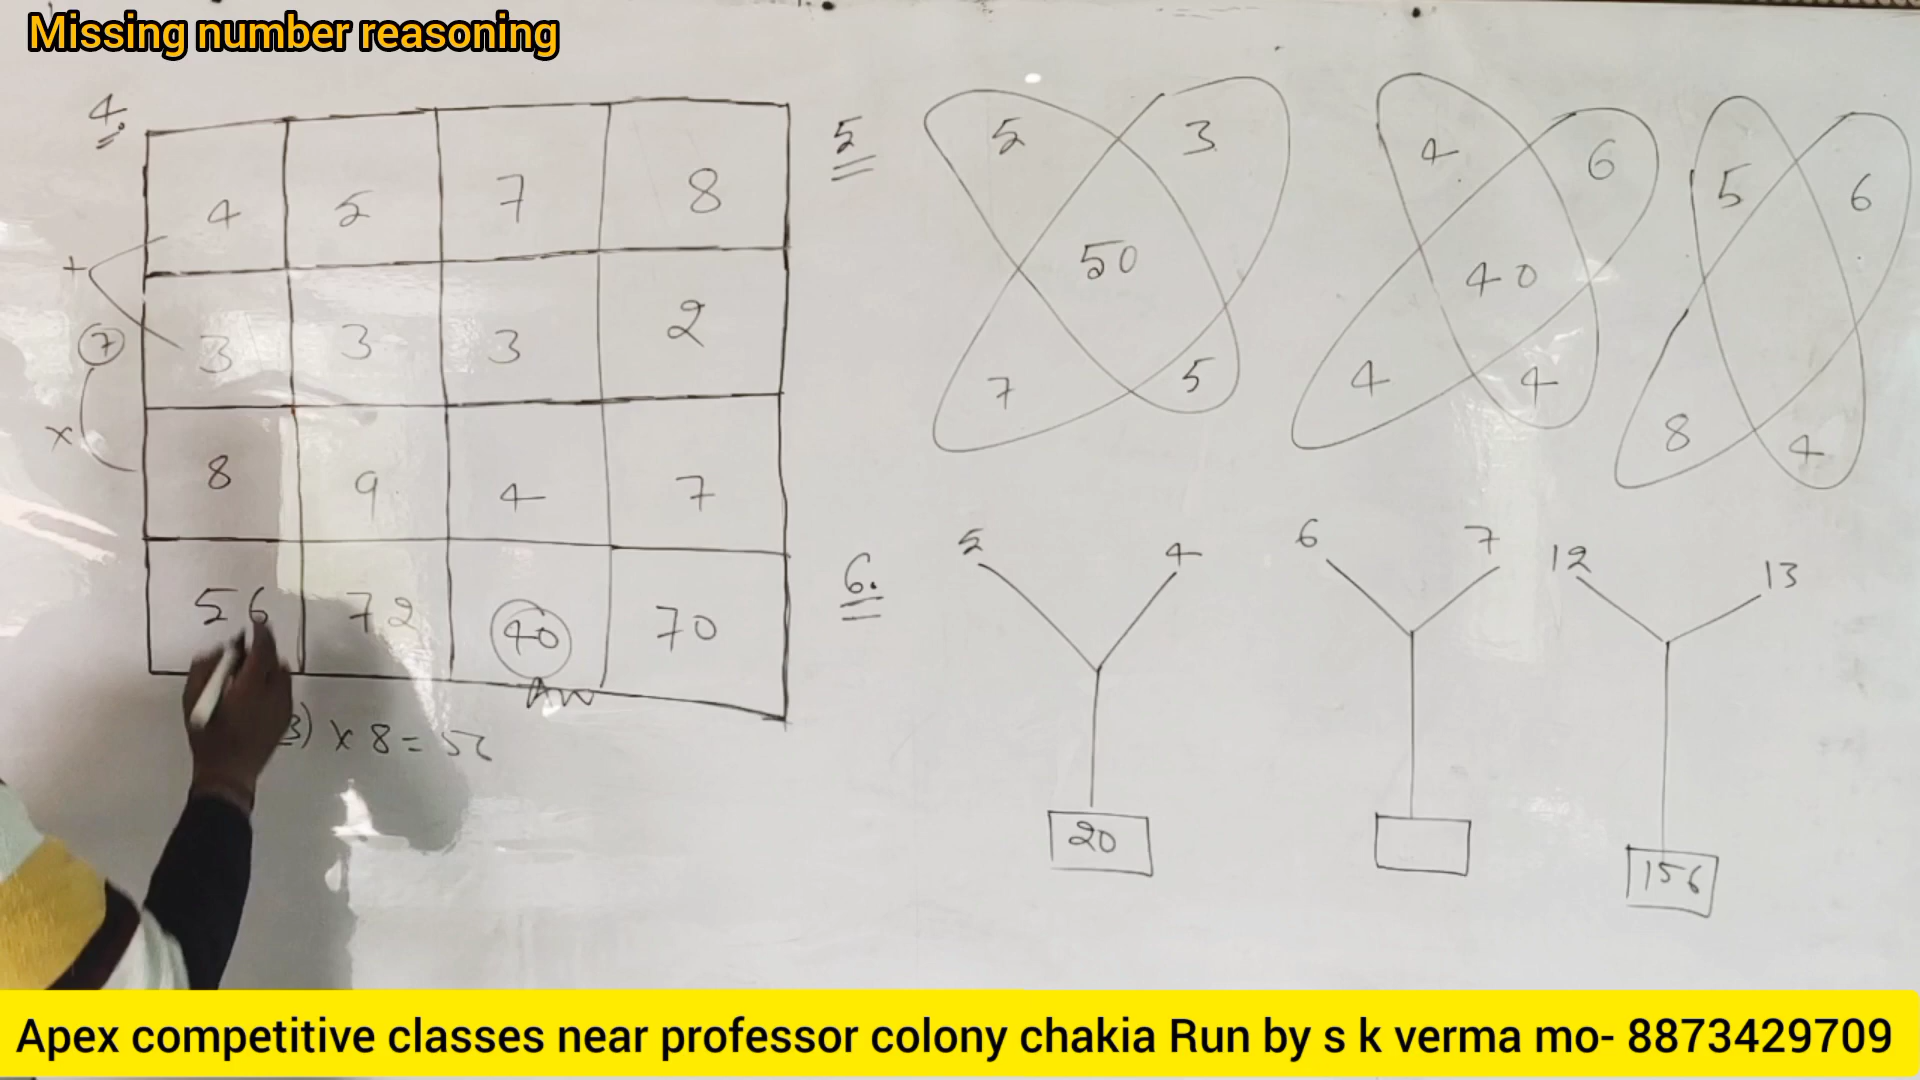 Missing number reasoning
4.
4 5 7 8
+
3 3 3 2
7
×
8 9 4 7
56 72 40 70
Ans
3) × 8 = 56
5
5 3
50
7 5
4 6
40
4 4
5 6
8 4
6.
5 4
20
6 7
12 13
156
Apex competitive classes near professor colony chakia Run by s k verma mo- 8873429709